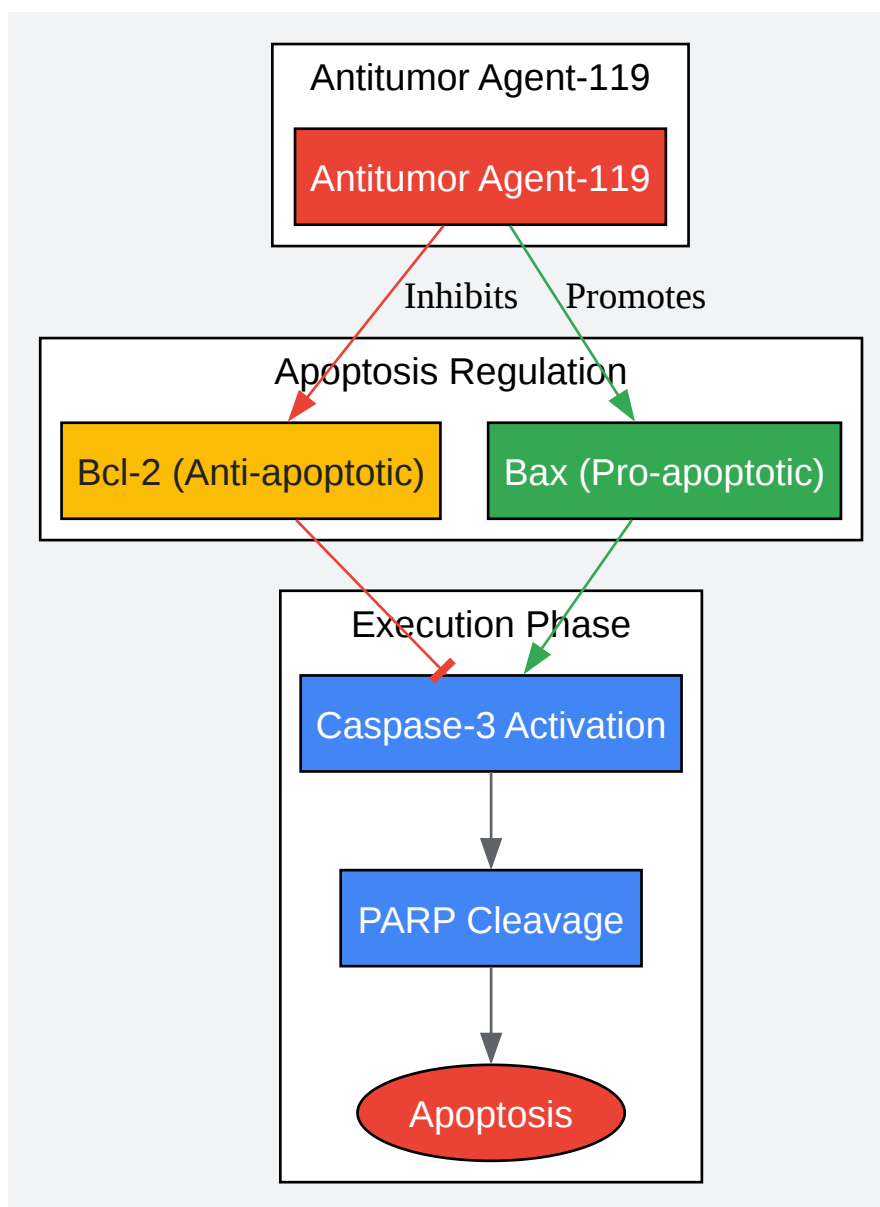 Antitumor Agent-119
Antitumor Agent-119
Inhibits
Promotes
Apoptosis Regulation
Bcl-2 (Anti-apoptotic)
Bax (Pro-apoptotic)
Execution Phase
Caspase-3 Activation
PARP Cleavage
Apoptosis